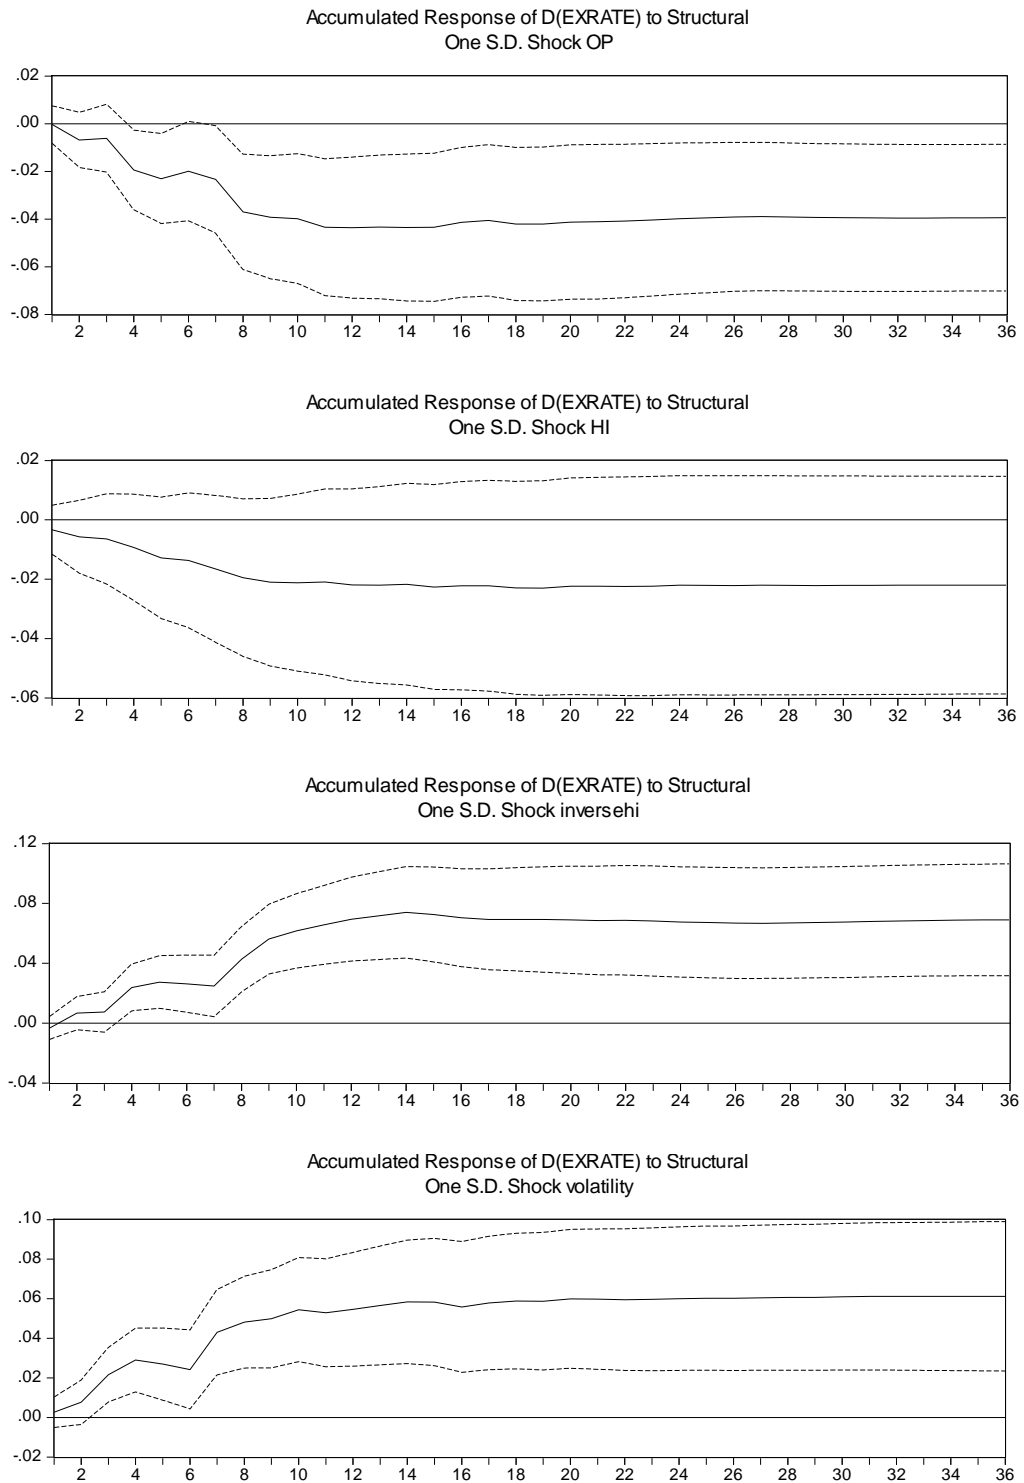 Accumulated Response of D(EXRATE) to Structural
One S.D. Shock OP
.02
.00
-.02
-.04
-.06
-.08
2 4 6 8 10 12 14 16 18 20 22 24 26 28 30 32 34 36
Accumulated Response of D(EXRATE) to Structural
One S.D. Shock HI
.02
.00
-.02
-.04
-.06
2 4 6 8 10 12 14 16 18 20 22 24 26 28 30 32 34 36
Accumulated Response of D(EXRATE) to Structural
One S.D. Shock inversehi
.12
.08
.04
.00
-.04
2 4 6 8 10 12 14 16 18 20 22 24 26 28 30 32 34 36
Accumulated Response of D(EXRATE) to Structural
One S.D. Shock volatility
.10
.08
.06
.04
.02
.00
-.02
2 4 6 8 10 12 14 16 18 20 22 24 26 28 30 32 34 36